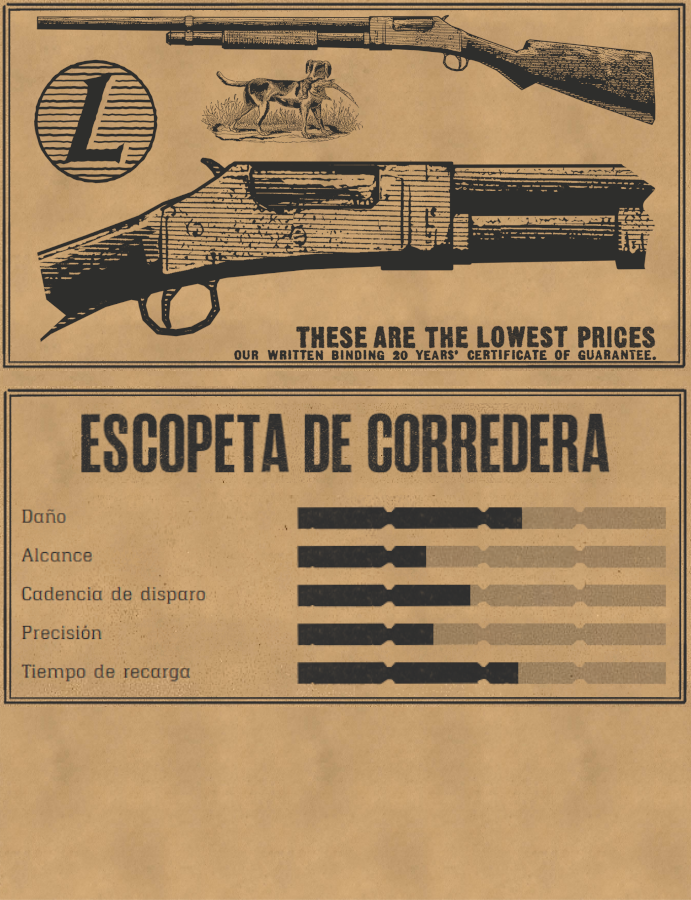 L
THESE ARE THE LOWEST PRICES
OUR WRITTEN BINDING 20 YEARS' CERTIFICATE OF GUARANTEE.
ESCOPETA DE CORREDERA
Daño
Alcance
Cadencia de disparo
Precisión
Tiempo de recarga